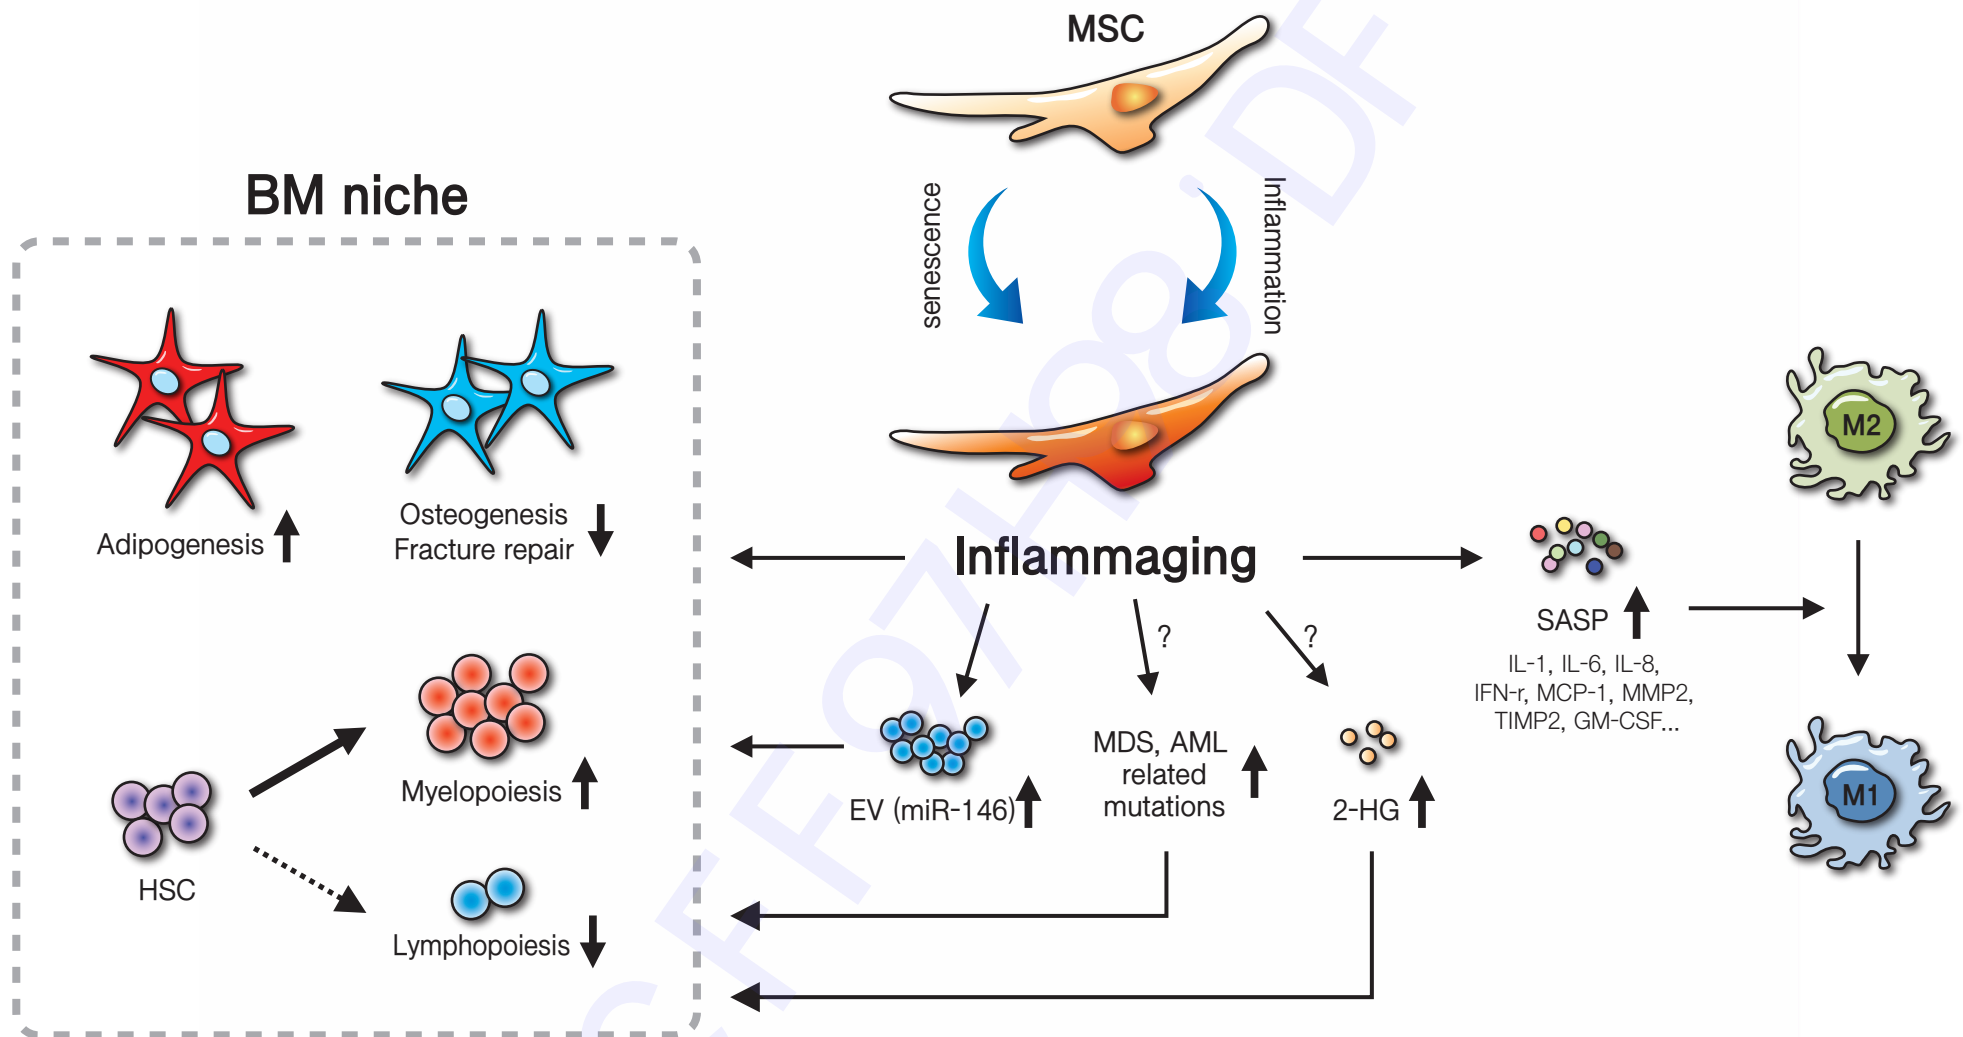 MSC
senescence
Inflammation
BM niche
Adipogenesis
Osteogenesis
Fracture repair
Myelopoiesis
HSC
Lymphopoiesis
Inflammaging
?
?
EV (miR-146)
MDS, AML
related
mutations
2-HG
SASP
IL-1, IL-6, IL-8,
IFN-r, MCP-1, MMP2,
TIMP2, GM-CSF...
M2
M1